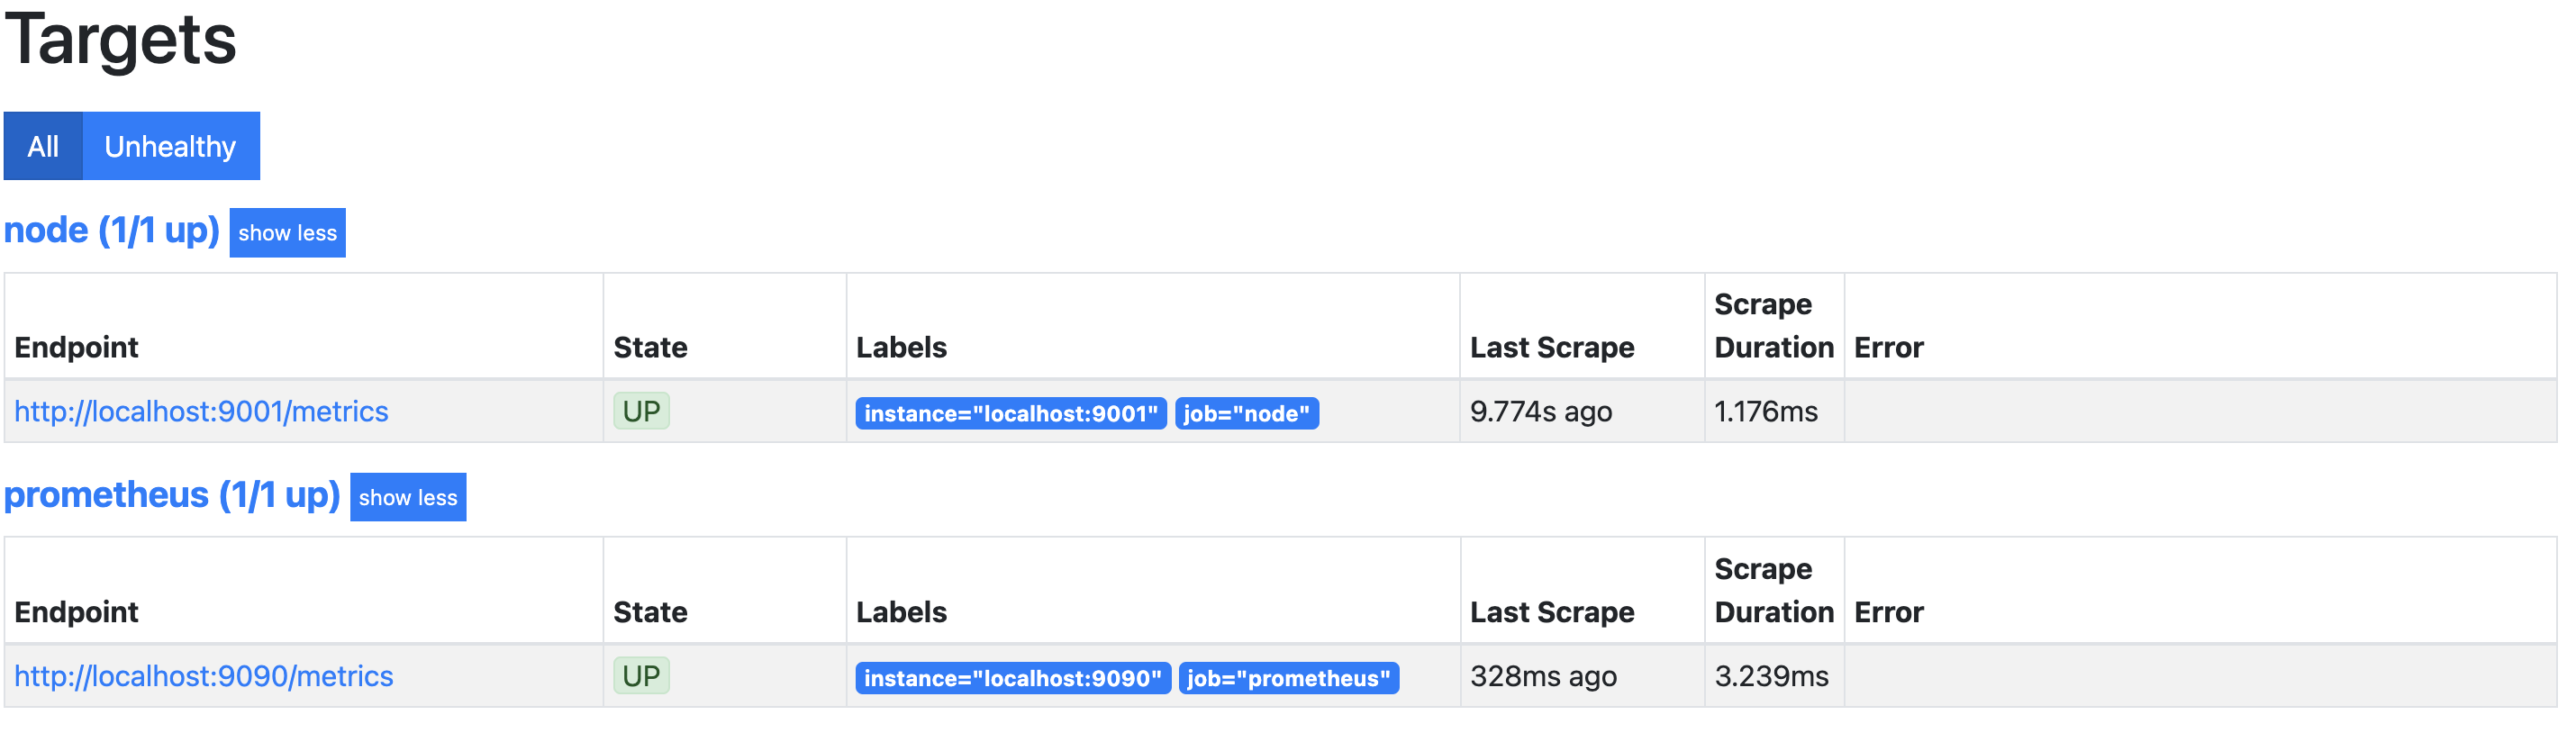 Targets
All Unhealthy
node (1/1 up) show less
Endpoint State Labels Last Scrape Scrape Duration Error
http://localhost:9001/metrics UP instance="localhost:9001" job="node" 9.774s ago 1.176ms
prometheus (1/1 up) show less
Endpoint State Labels Last Scrape Scrape Duration Error
http://localhost:9090/metrics UP instance="localhost:9090" job="prometheus" 328ms ago 3.239ms